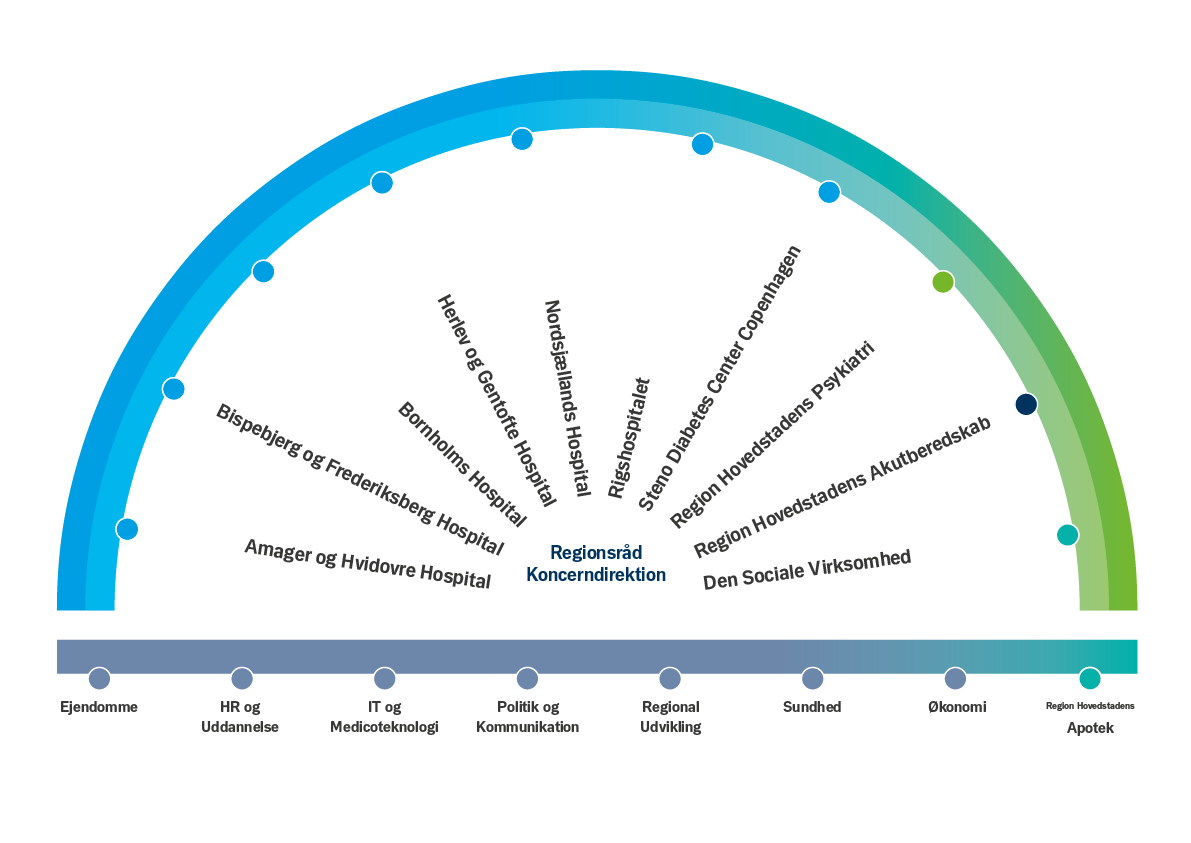 Amager og Hvidovre Hospital
Bispebjerg og Frederiksberg Hospital
Bornholms Hospital
Herlev og Gentofte Hospital
Nordsjællands Hospital
Rigshospitalet
Steno Diabetes Center Copenhagen
Region Hovedstadens Psykiatri
Region Hovedstadens Akutberedskab
Den Sociale Virksomhed
Regionsråd
Koncerndirektion
Ejendomme
HR og
Uddannelse
IT og
Medicoteknologi
Politik og
Kommunikation
Regional
Udvikling
Sundhed
Økonomi
Region Hovedstadens
Apotek